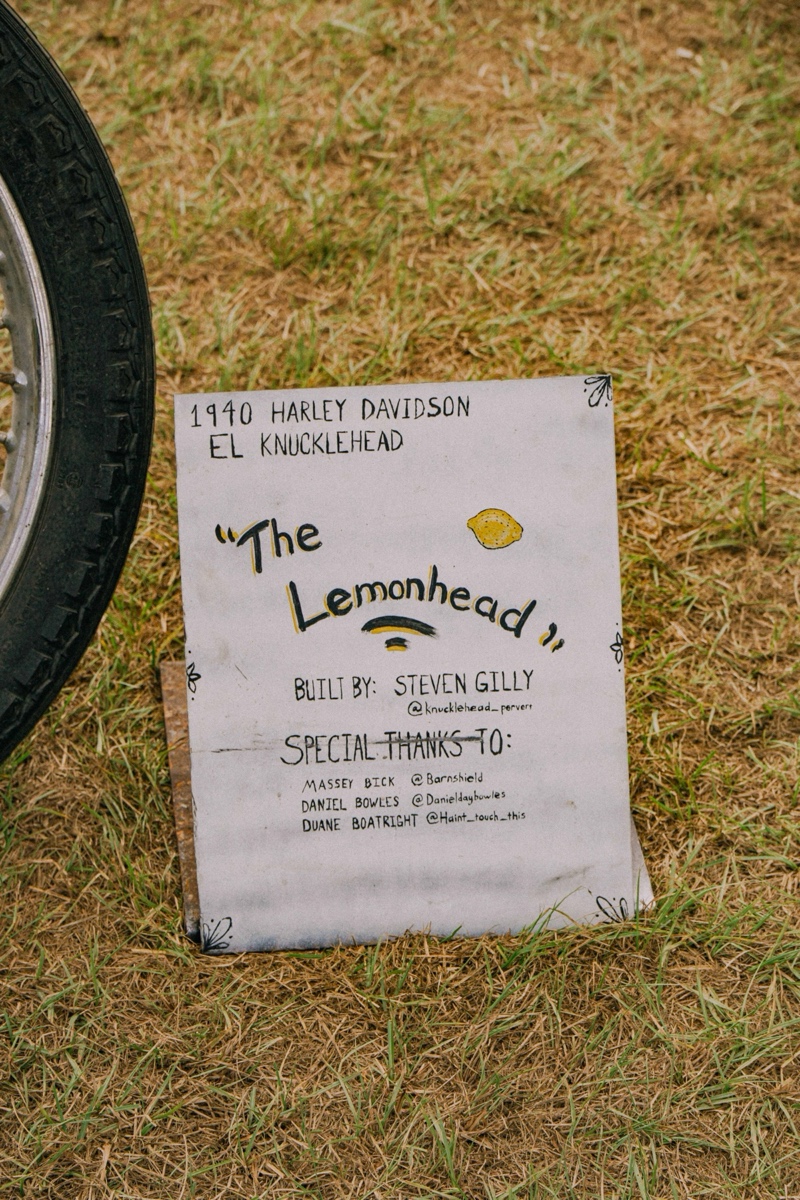 1940 HARLEY DAVIDSON
EL KNUCKLEHEAD
"The
Lemonhead"
BUILT BY: STEVEN GILLY
@knucklehead_pervert
SPECIAL THANKS TO:
MASSEY BICK @Barnshield
DANIEL BOWLES @Danieldaybowles
DUANE BOATRIGHT @Haint_touch_this